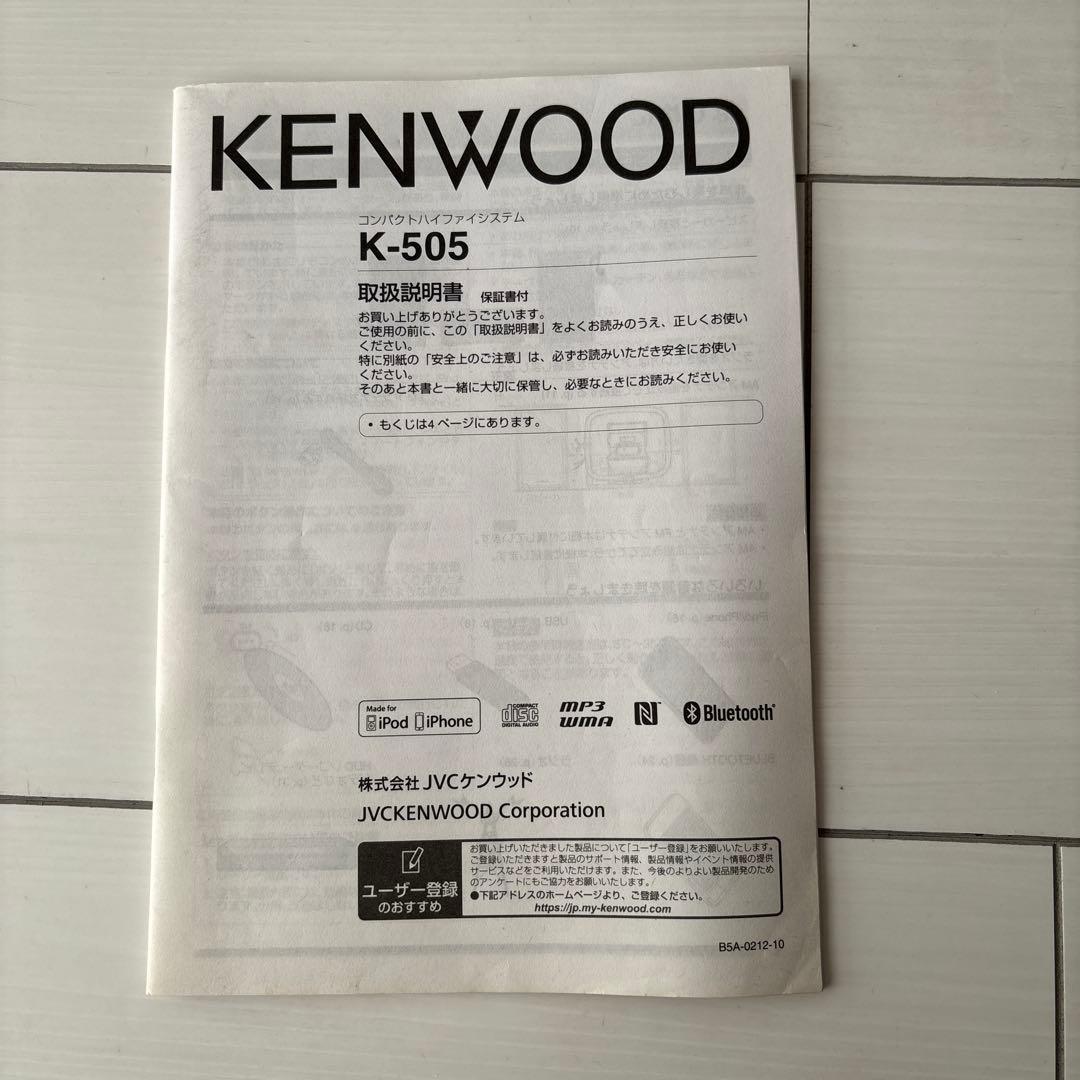 KENWOOD
コンパクトハイファイシステム
K-505
取扱説明書 保証書付
お買い上げありがとうございます。
ご使用の前に、この「取扱説明書」をよくお読みのうえ、正しくお使い
ください。
特に別紙の「安全上のご注意」は、必ずお読みいただき安全にお使い
ください。
そのあと本書と一緒に大切に保管し、必要なときにお読みください。
• もくじは4 ページにあります。
Made for
iPod iPhone
COMPACT
disc
DIGITAL AUDIO
MP3
WMA
N
Bluetooth
株式会社 JVCケンウッド
JVCKENWOOD Corporation
ユーザー登録
のおすすめ
お買い上げいただきました製品について「ユーザー登録」をお願いいたします。
ご登録いただきますと製品のサポート情報、製品情報やイベント情報の提供
サービスなどをご利用いただけます。また、今後のよりよい製品開発のため
のアンケートにもご協力をお願いいたします。
●下記アドレスのホームページより、ご登録ください。
https://jp.my-kenwood.com
B5A-0212-10